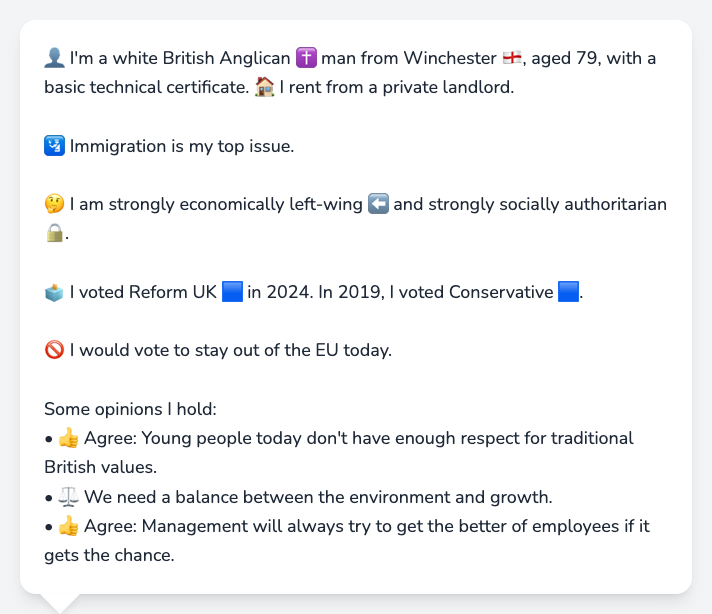 👤 I'm a white British Anglican ✝️ man from Winchester 🏴󠁧󠁢󠁥󠁮󠁧󠁿, aged 79, with a
basic technical certificate. 🏠 I rent from a private landlord.
🛂 Immigration is my top issue.
🤔 I am strongly economically left-wing ⬅️ and strongly socially authoritarian
🔒.
🗳️ I voted Reform UK 🟦 in 2024. In 2019, I voted Conservative 🟦.
🚫 I would vote to stay out of the EU today.
Some opinions I hold:
• 👍 Agree: Young people today don't have enough respect for traditional
British values.
• ⚖️ We need a balance between the environment and growth.
• 👍 Agree: Management will always try to get the better of employees if it
gets the chance.